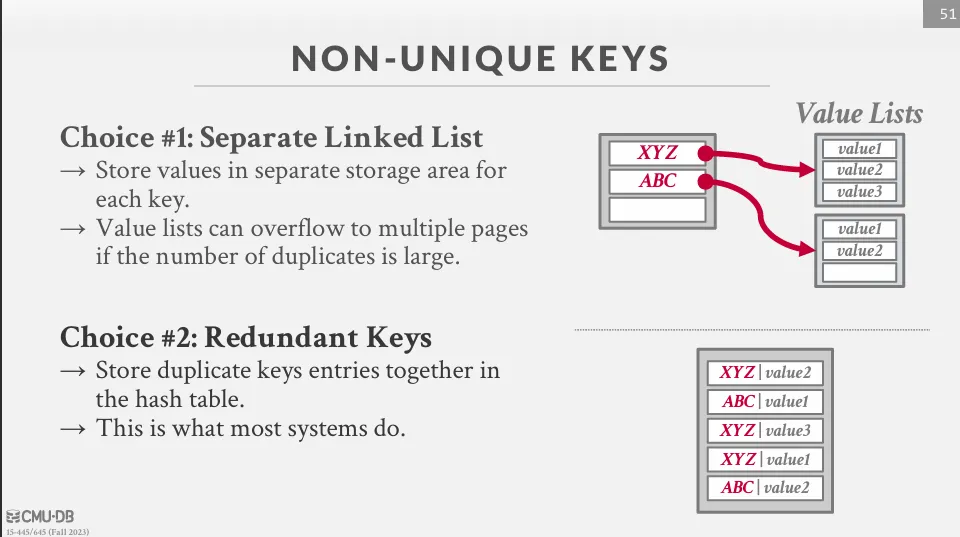 51
NON-UNIQUE KEYS
Choice #1: Separate Linked List
→ Store values in separate storage area for
each key.
→ Value lists can overflow to multiple pages
if the number of duplicates is large.
Value Lists
XYZ
ABC
value1
value2
value3
value1
value2
Choice #2: Redundant Keys
→ Store duplicate keys entries together in
the hash table.
→ This is what most systems do.
XYZ | value2
ABC | value1
XYZ | value3
XYZ | value1
ABC | value2
CMU·DB
15-445/645 (Fall 2023)